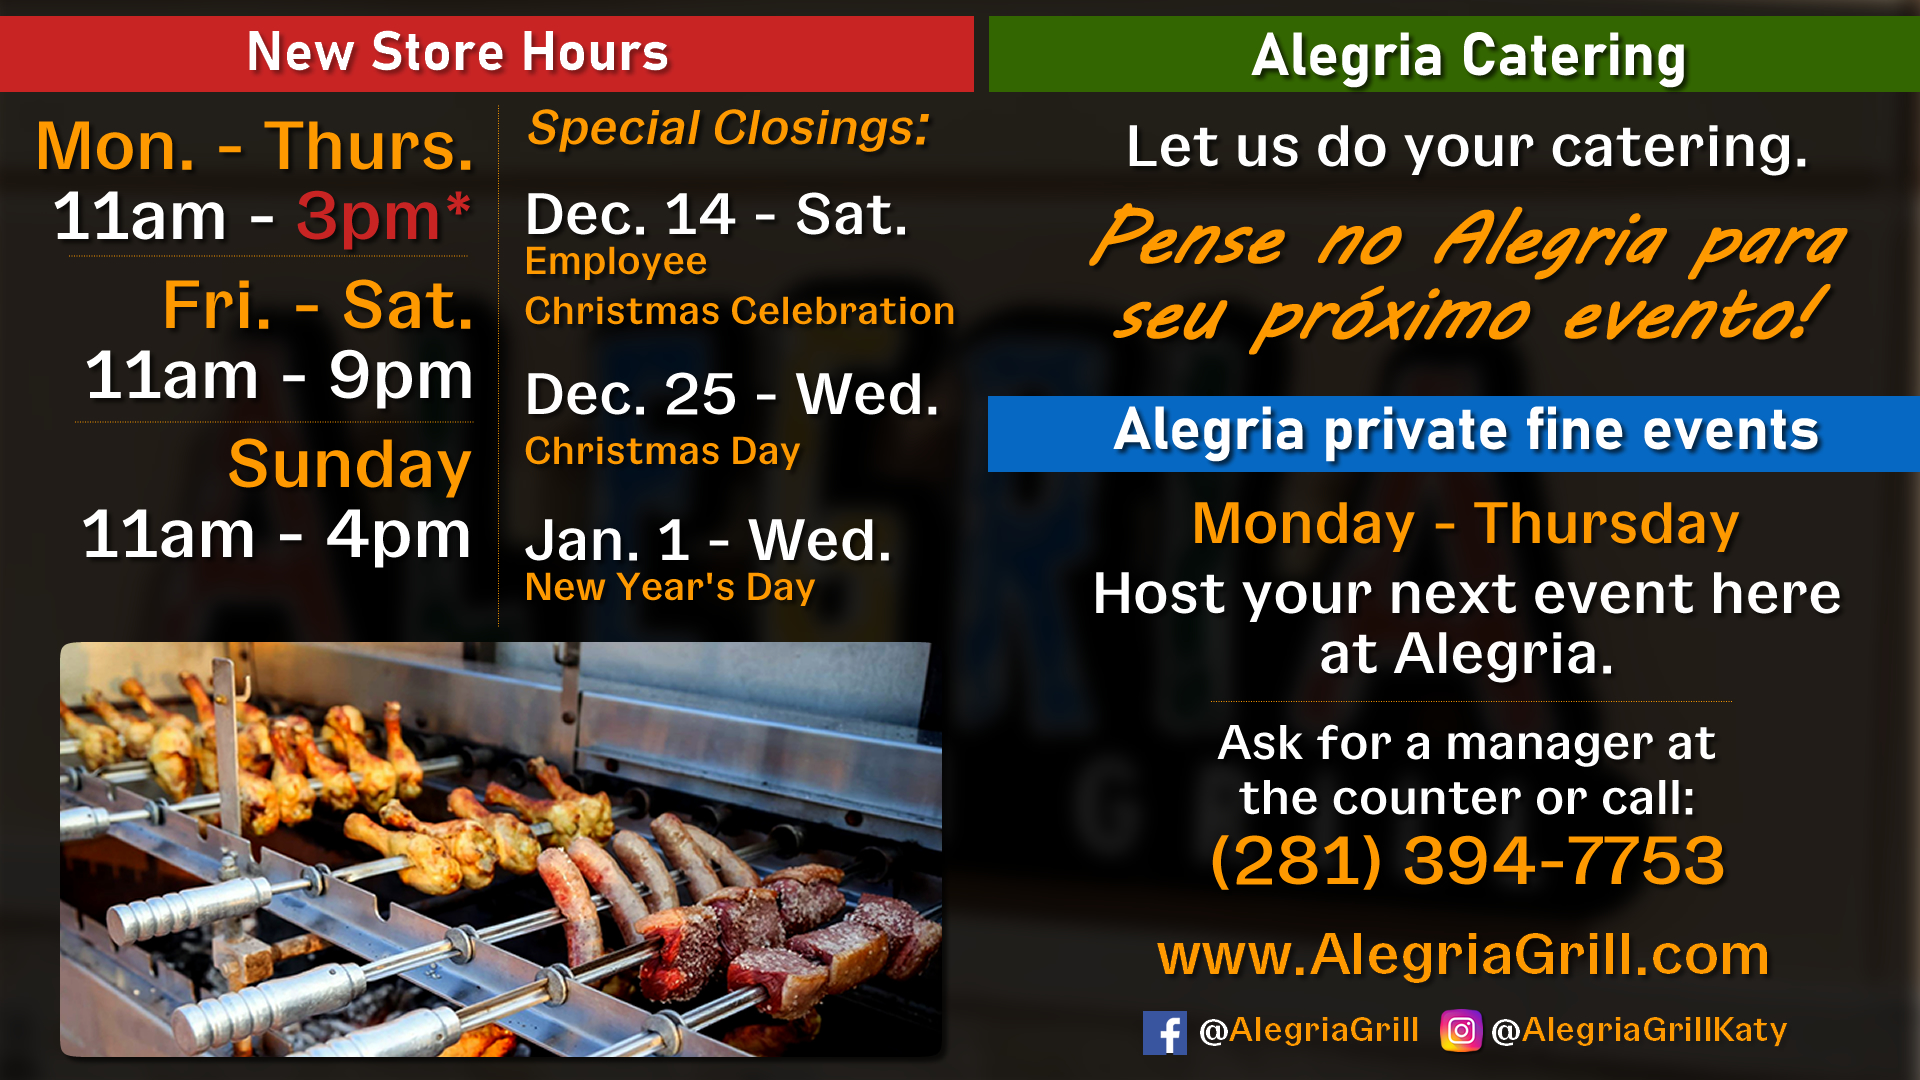 New Store Hours
Mon. - Thurs.
11am - 3pm*
Fri. - Sat.
11am - 9pm
Sunday
11am - 4pm
Special Closings:
Dec. 14 - Sat.
Employee
Christmas Celebration
Dec. 25 - Wed.
Christmas Day
Jan. 1 - Wed.
New Year's Day
Alegria Catering
Let us do your catering.
Pense no Alegria para
seu próximo evento!
Alegria private fine events
Monday - Thursday
Host your next event here
at Alegria.
Ask for a manager at
the counter or call:
(281) 394-7753
www.AlegriaGrill.com
@AlegriaGrill @AlegriaGrillKaty
ALEGRIA